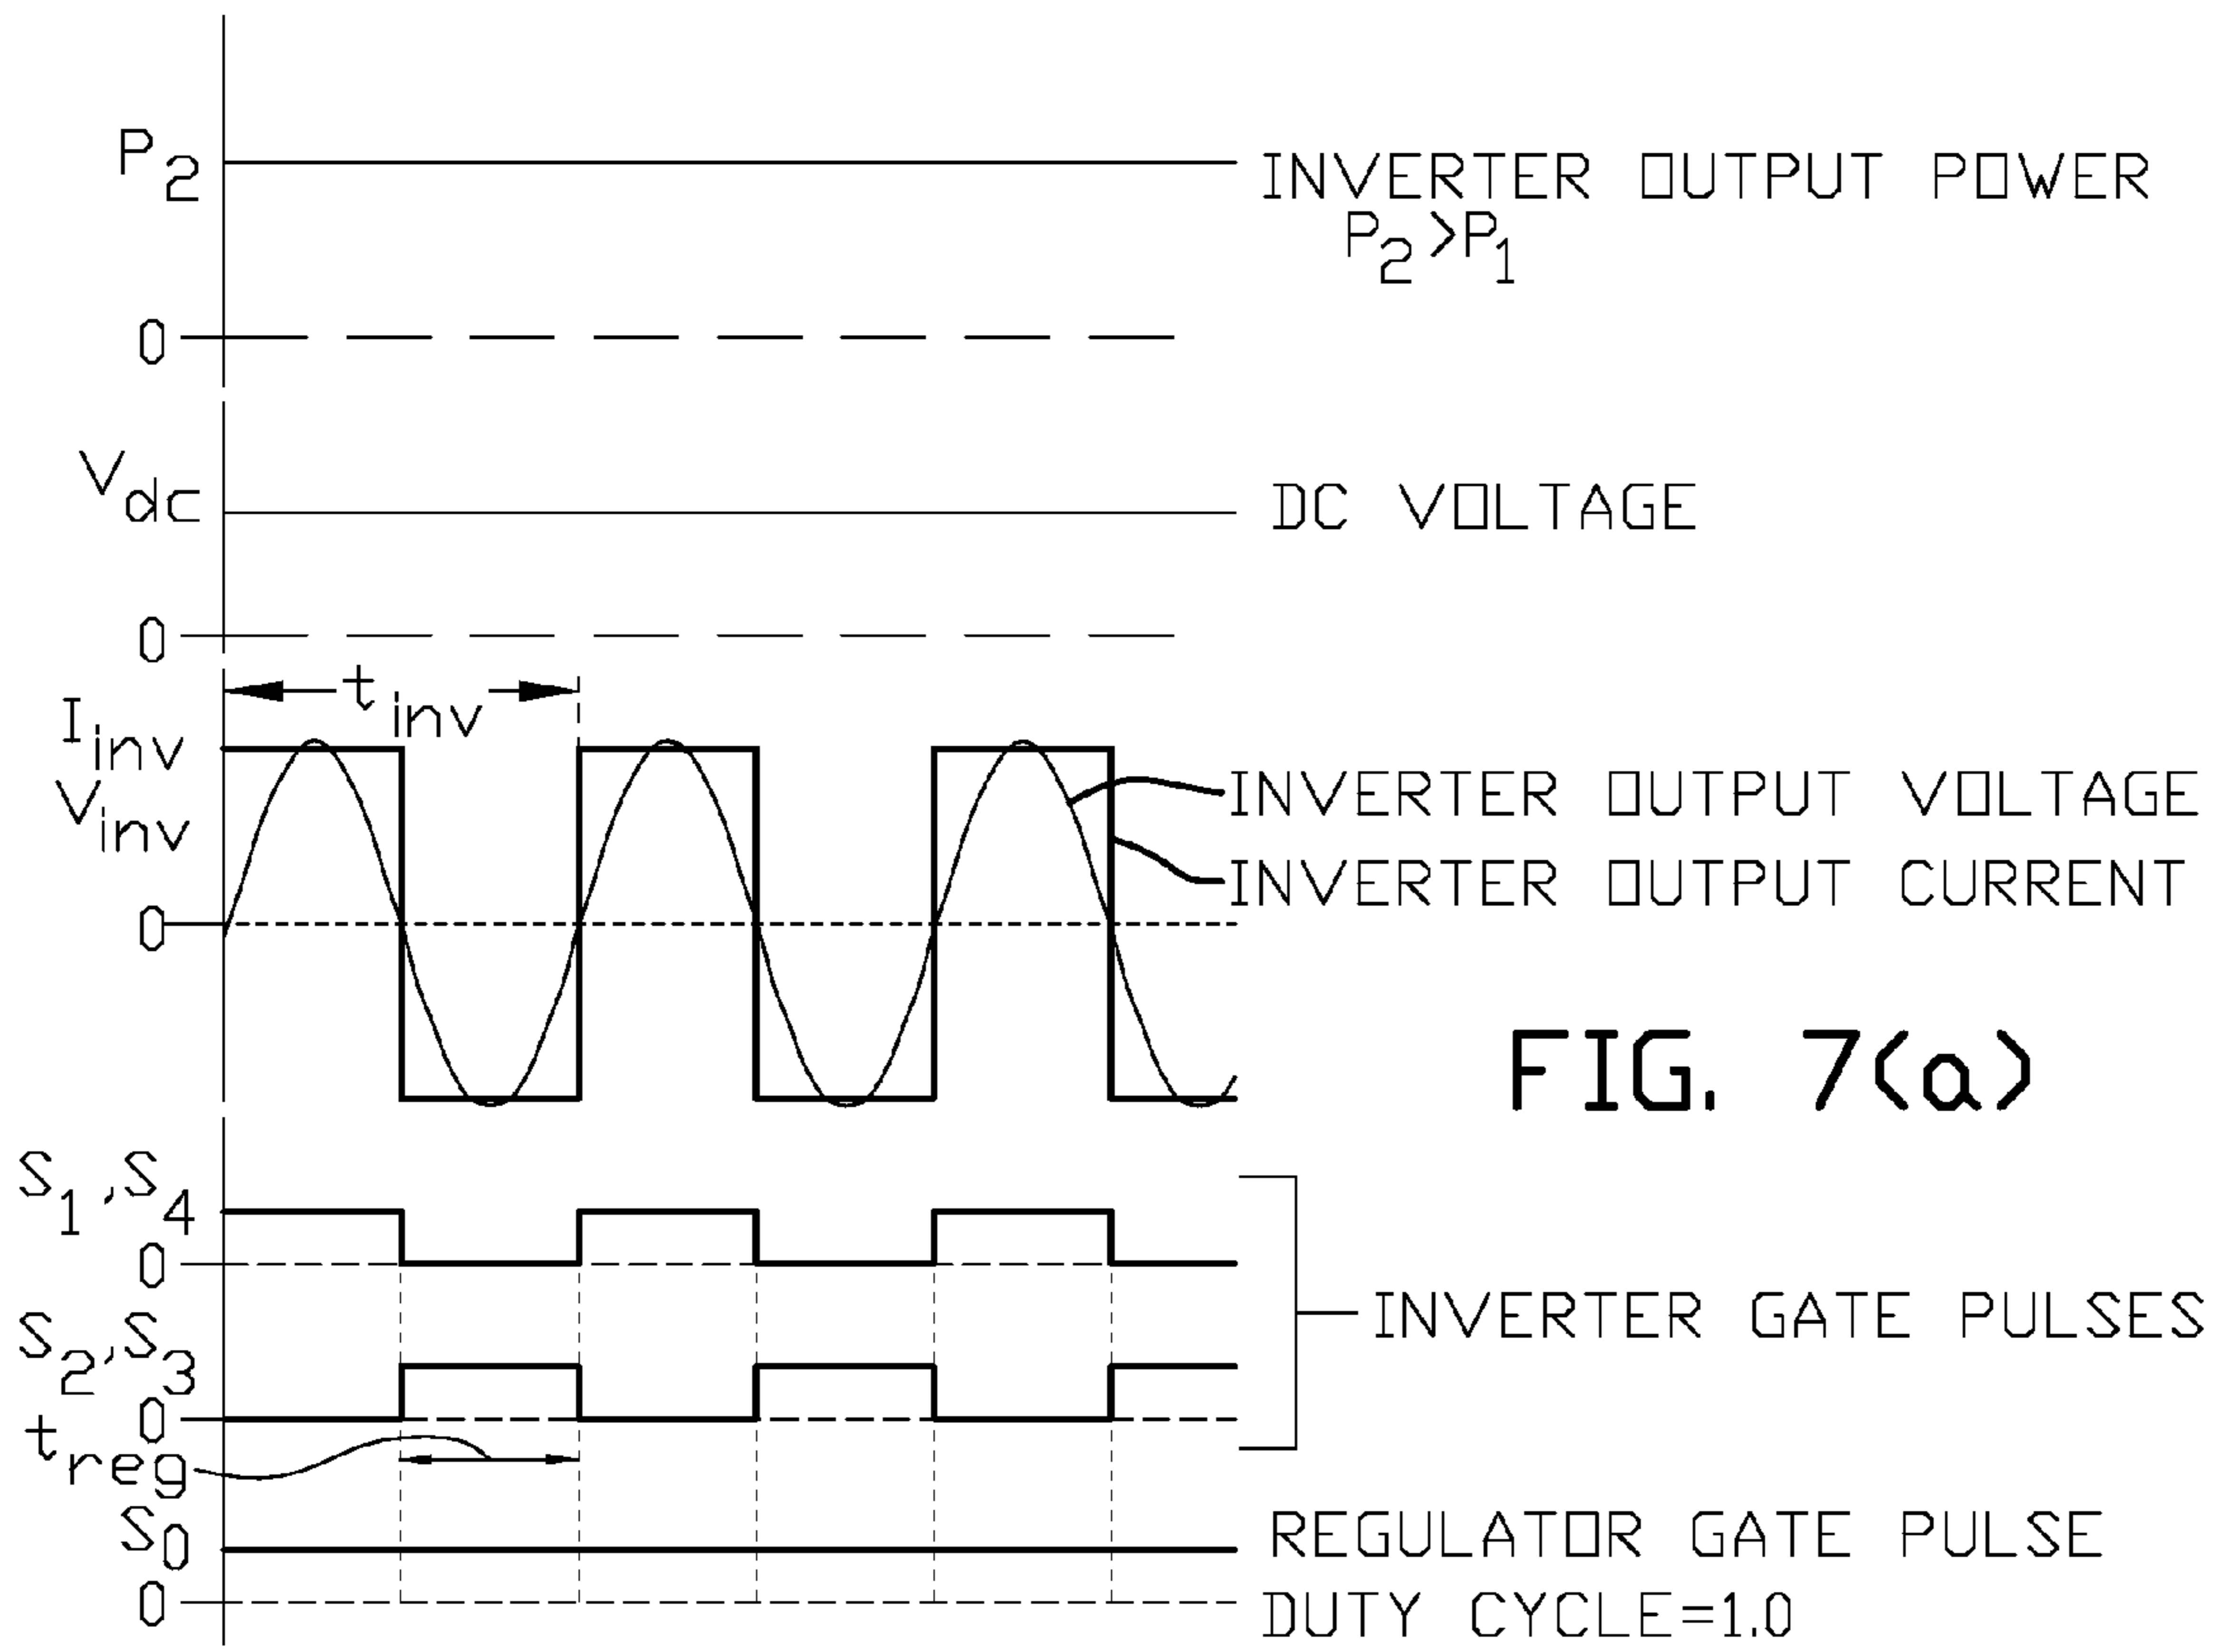 P2
INVERTER OUTPUT POWER
P2>P1
0
Vdc
DC VOLTAGE
0
tinv
Iinv
Vinv
INVERTER OUTPUT VOLTAGE
INVERTER OUTPUT CURRENT
0
FIG. 7(a)
S1,S4
0
INVERTER GATE PULSES
S2,S3
0
treg
S0
REGULATOR GATE PULSE
0
DUTY CYCLE=1.0